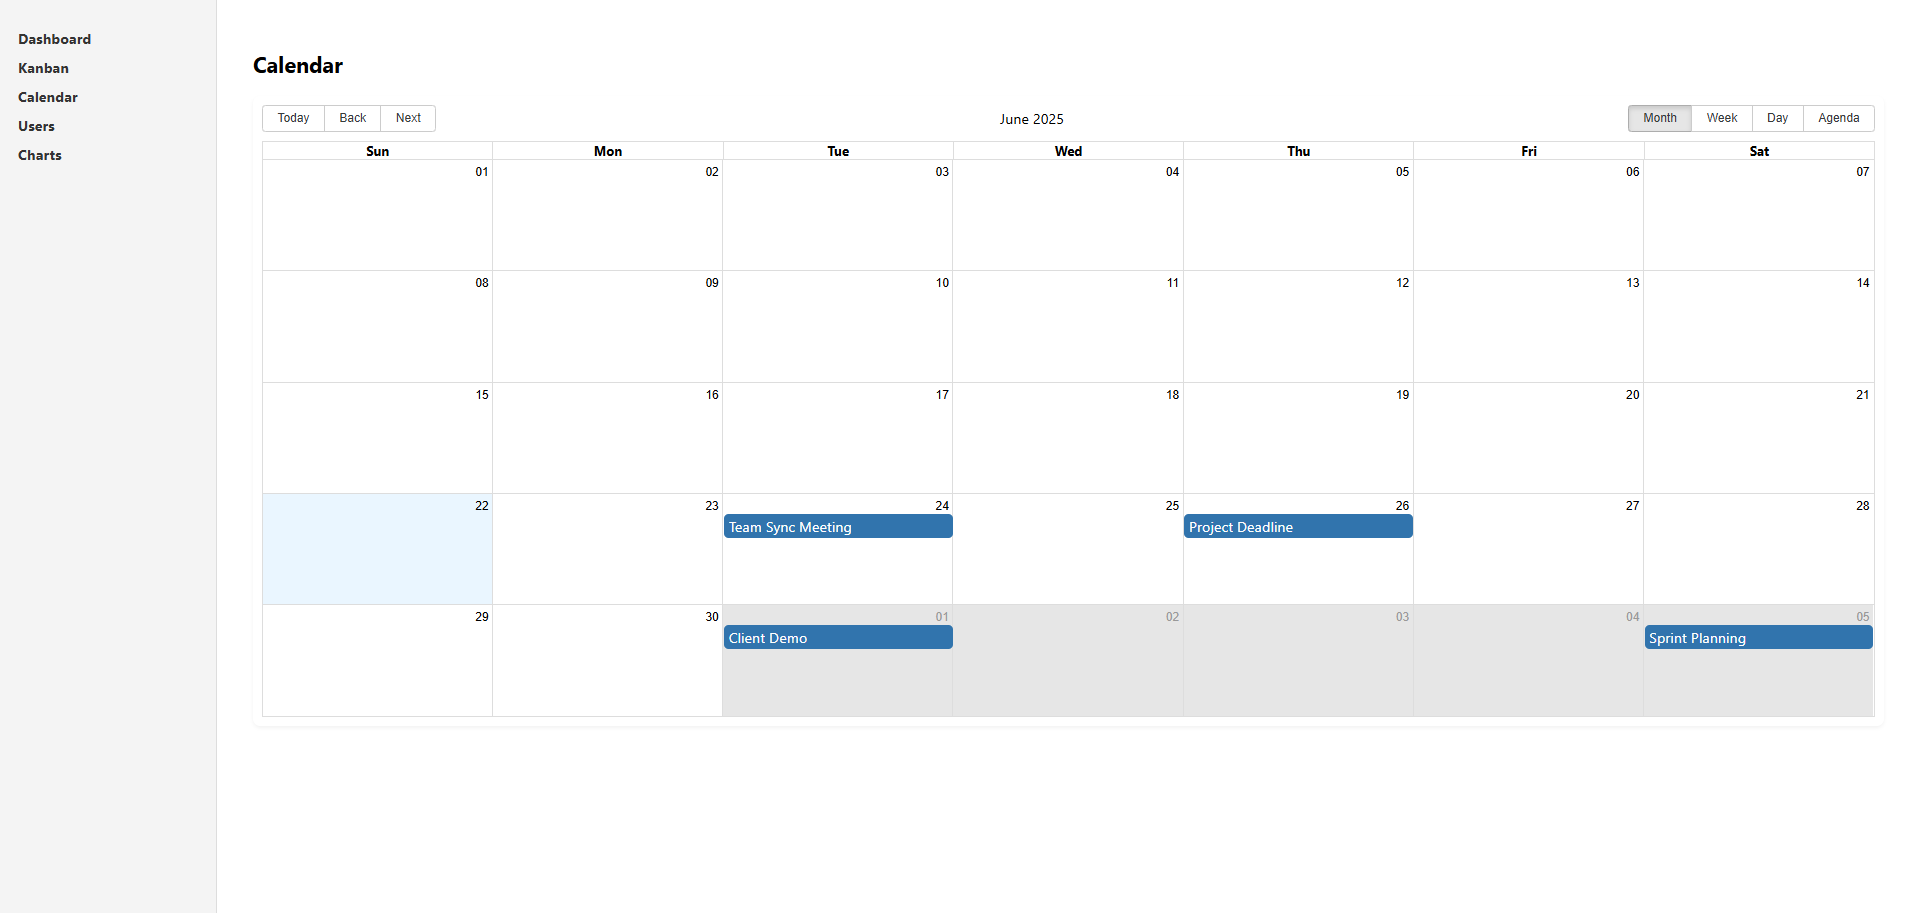 Dashboard
Kanban
Calendar
Users
Charts
Calendar
Today Back Next June 2025 Month Week Day Agenda
Sun Mon Tue Wed Thu Fri Sat
01 02 03 04 05 06 07
08 09 10 11 12 13 14
15 16 17 18 19 20 21
22 23 24 25 26 27 28
Team Sync Meeting Project Deadline
29 30 01 02 03 04 05
Client Demo Sprint Planning